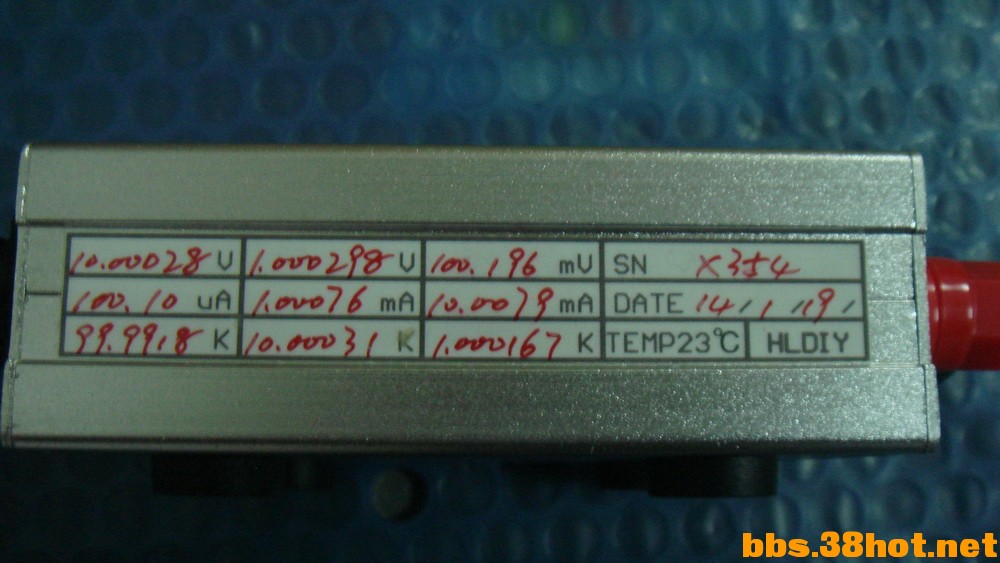 10.00028 V 1.000298 V 100.196 mV SN X354
100.10 uA 1.00076 mA 10.0079 mA DATE 14/1/19/
99.9918 K 10.00031 K 1.000167 K TEMP23℃ HLDIY
bbs.38hot.net